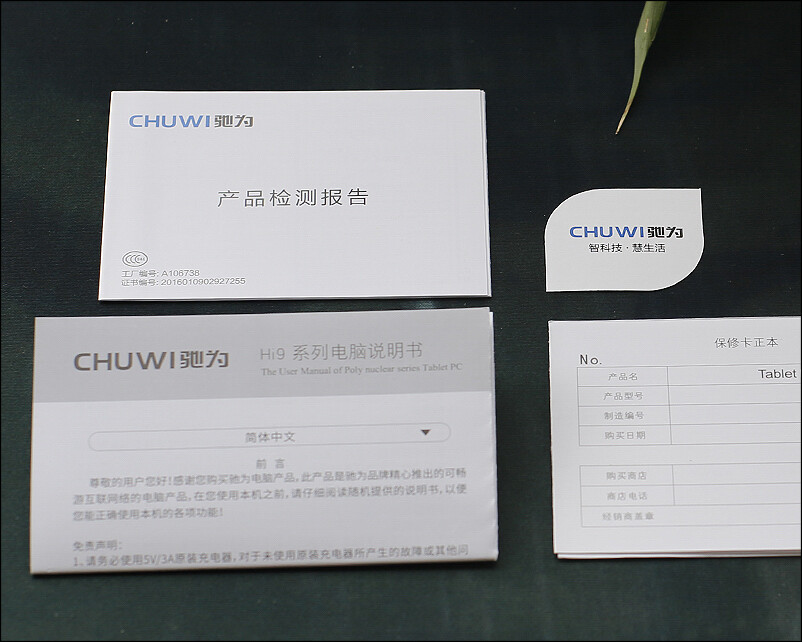 CHUWI驰为
产品检测报告
工厂编号: A106738
证书编号: 2016010902927255
CHUWI驰为
智科技·慧生活
CHUWI驰为
Hi9 系列电脑说明书
The User Manual of Poly nuclear series Tablet PC
简体中文
前 言
尊敬的用户您好!感谢您购买驰为电脑产品,此产品是驰为品牌精心推出的可畅
游互联网络的电脑产品,在您使用本机之前,请仔细阅读随机提供的说明书,以便
您能正确使用本机的各项功能!
免责声明:
1、请务必使用5V/3A原装充电器,对于未使用原装充电器所产生的故障或其他问
保修卡正本
No.
产品名 Tablet
产品型号
制造编号
购买日期
购买商店
商店电话
经销商盖章